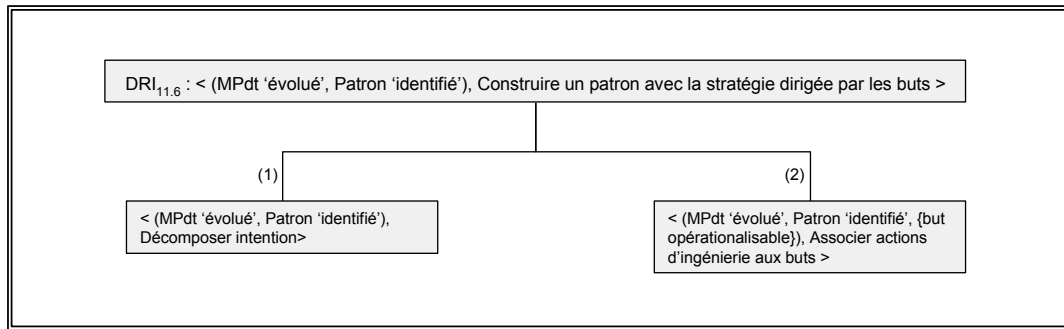 DRI11.6 : < (MPdt ‘évolué’, Patron ‘identifié’), Construire un patron avec la stratégie dirigée par les buts >
(1)
(2)
< (MPdt ‘évolué’, Patron ‘identifié’),
Décomposer intention>
< (MPdt ‘évolué’, Patron ‘identifié’, {but
opérationalisable}), Associer actions
d’ingénierie aux buts >